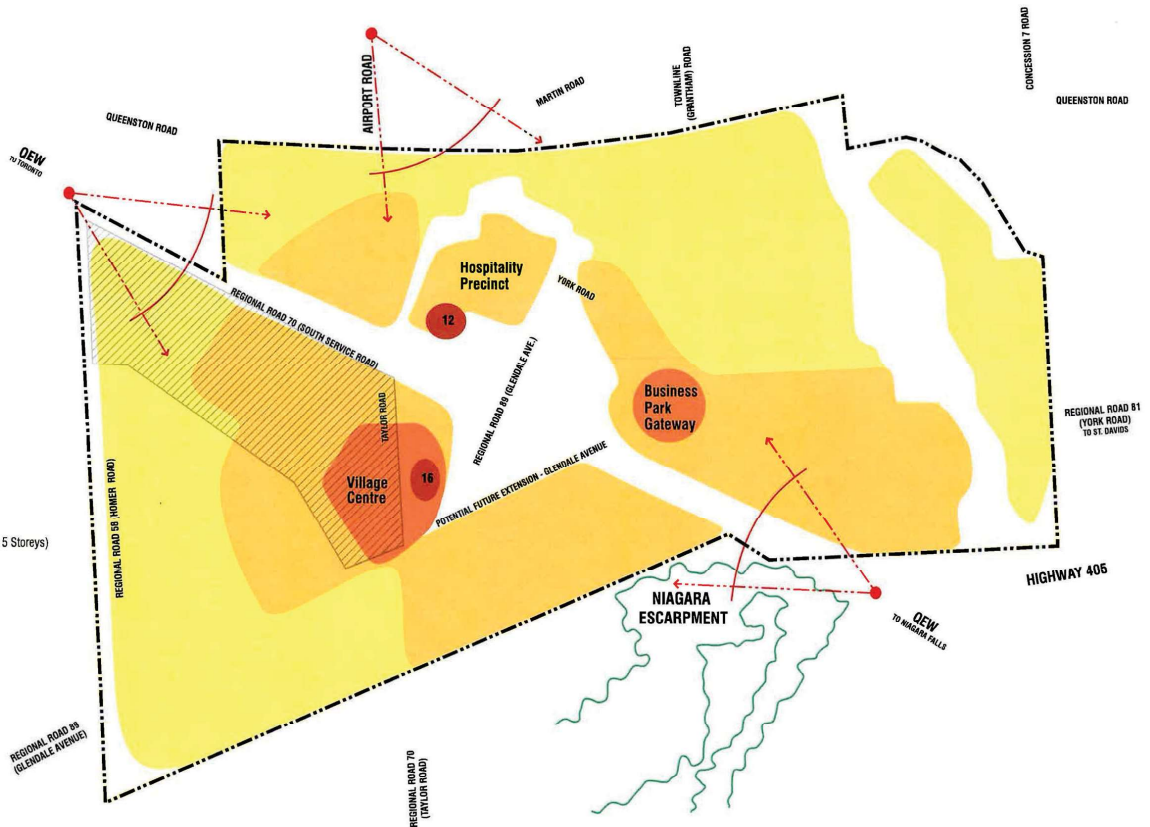 CONCESSION 7 ROAD
QUEENSTON ROAD
TOWNLINE
(GRANTHAM) ROAD
MARTIN ROAD
AIRPORT ROAD
QUEENSTON ROAD
QEW
TO TORONTO
Hospitality
Precinct
YORK ROAD
12
REGIONAL ROAD 70 (SOUTH SERVICE ROAD)
REGIONAL ROAD 89 (GLENDALE AVE.)
TAYLOR ROAD
Business
Park
Gateway
REGIONAL ROAD 81
(YORK ROAD)
TO ST. DAVIDS
Village
Centre
16
POTENTIAL FUTURE EXTENSION - GLENDALE AVENUE
REGIONAL ROAD 58 (HOMER ROAD)
5 Storeys)
HIGHWAY 405
NIAGARA
ESCARPMENT
QEW
TO NIAGARA FALLS
REGIONAL ROAD 89
(GLENDALE AVENUE)
REGIONAL ROAD 70
(TAYLOR ROAD)